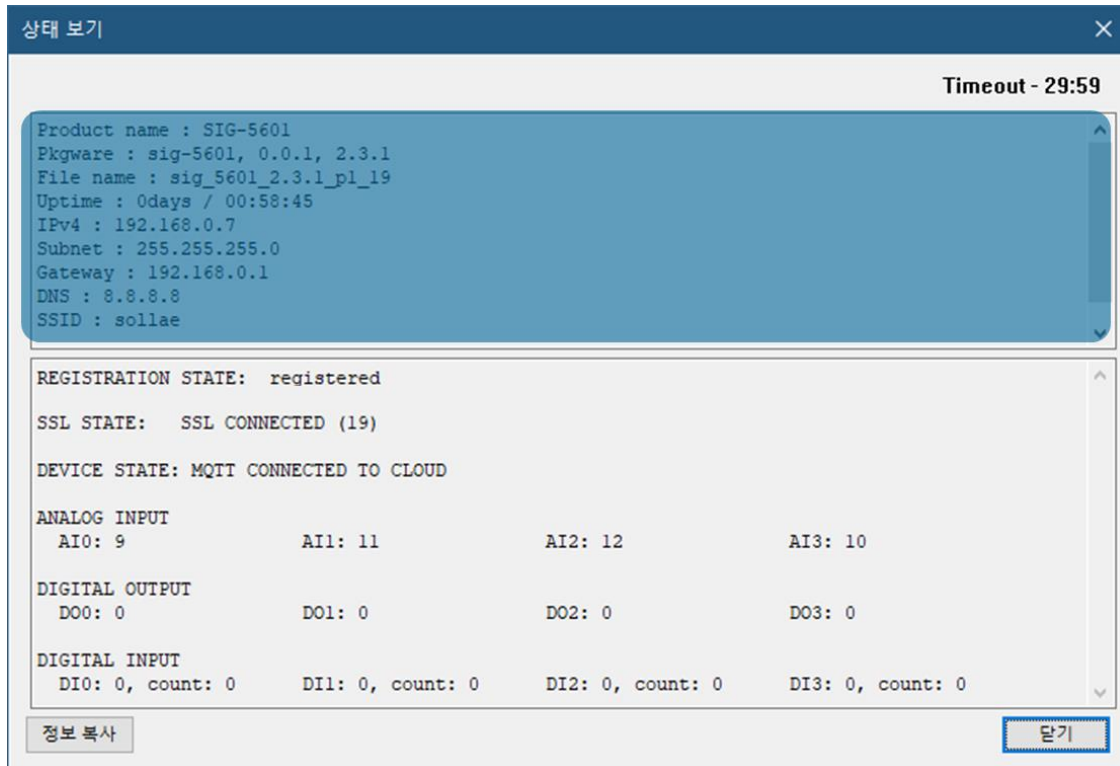 상태 보기
Timeout - 29:59
Product name : SIG-5601
Pkgware : sig-5601, 0.0.1, 2.3.1
File name : sig_5601_2.3.1_p1_19
Uptime : 0days / 00:58:45
IPv4 : 192.168.0.7
Subnet : 255.255.255.0
Gateway : 192.168.0.1
DNS : 8.8.8.8
SSID : sollae
REGISTRATION STATE: registered
SSL STATE: SSL CONNECTED (19)
DEVICE STATE: MQTT CONNECTED TO CLOUD
ANALOG INPUT
AI0: 9 AI1: 11 AI2: 12 AI3: 10
DIGITAL OUTPUT
DO0: 0 DO1: 0 DO2: 0 DO3: 0
DIGITAL INPUT
DI0: 0, count: 0 DI1: 0, count: 0 DI2: 0, count: 0 DI3: 0, count: 0
정보 복사 닫기